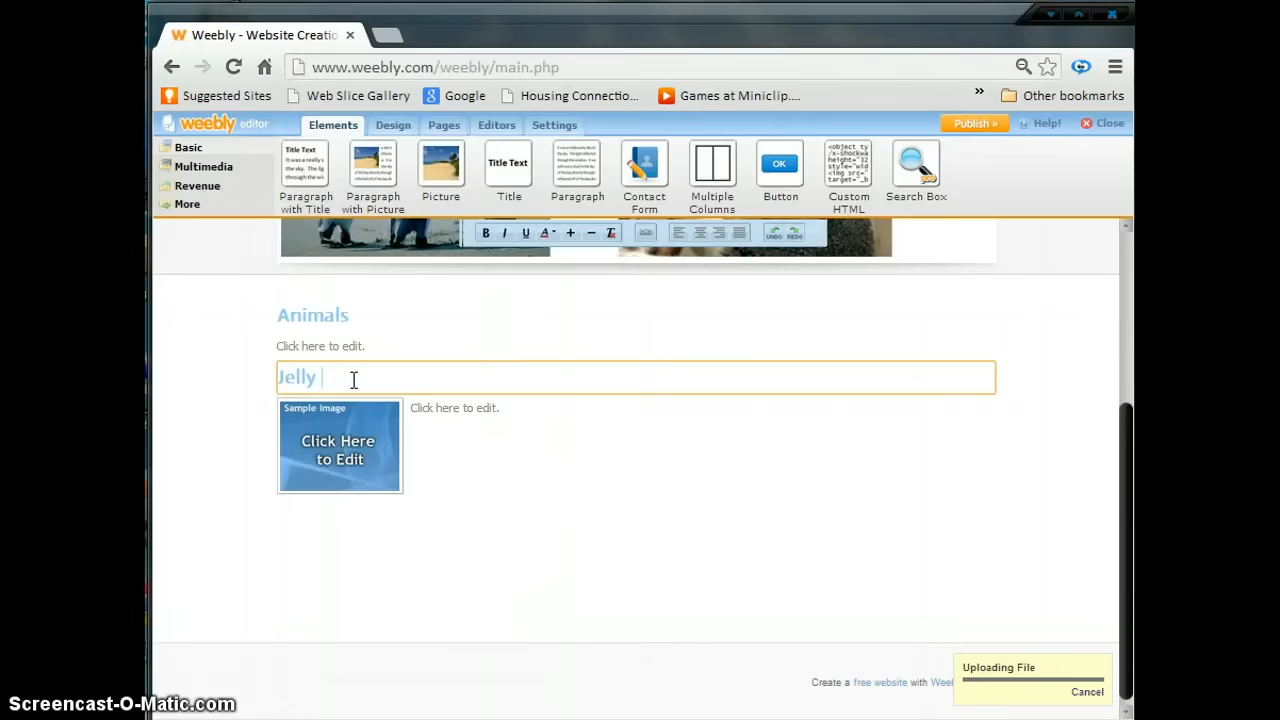 Weebly - Website Creatio
www.weebly.com/weebly/main.php
Suggested Sites Web Slice Gallery Google Housing Connectio... Games at Miniclip.... » Other bookmarks
weebly editor Elements Design Pages Editors Settings Publish » Help! Close
Basic
Multimedia
Revenue
More
Title Text
Title Text
OK
Paragraph with Title
Paragraph with Picture
Picture
Title
Paragraph
Contact Form
Multiple Columns
Button
Custom HTML
Search Box
B I U A + − T UNDO REDO
Animals
Click here to edit.
Jelly
Sample Image
Click Here
to Edit
Click here to edit.
Uploading File
Cancel
Create a free website with Weebl
Screencast-O-Matic.com